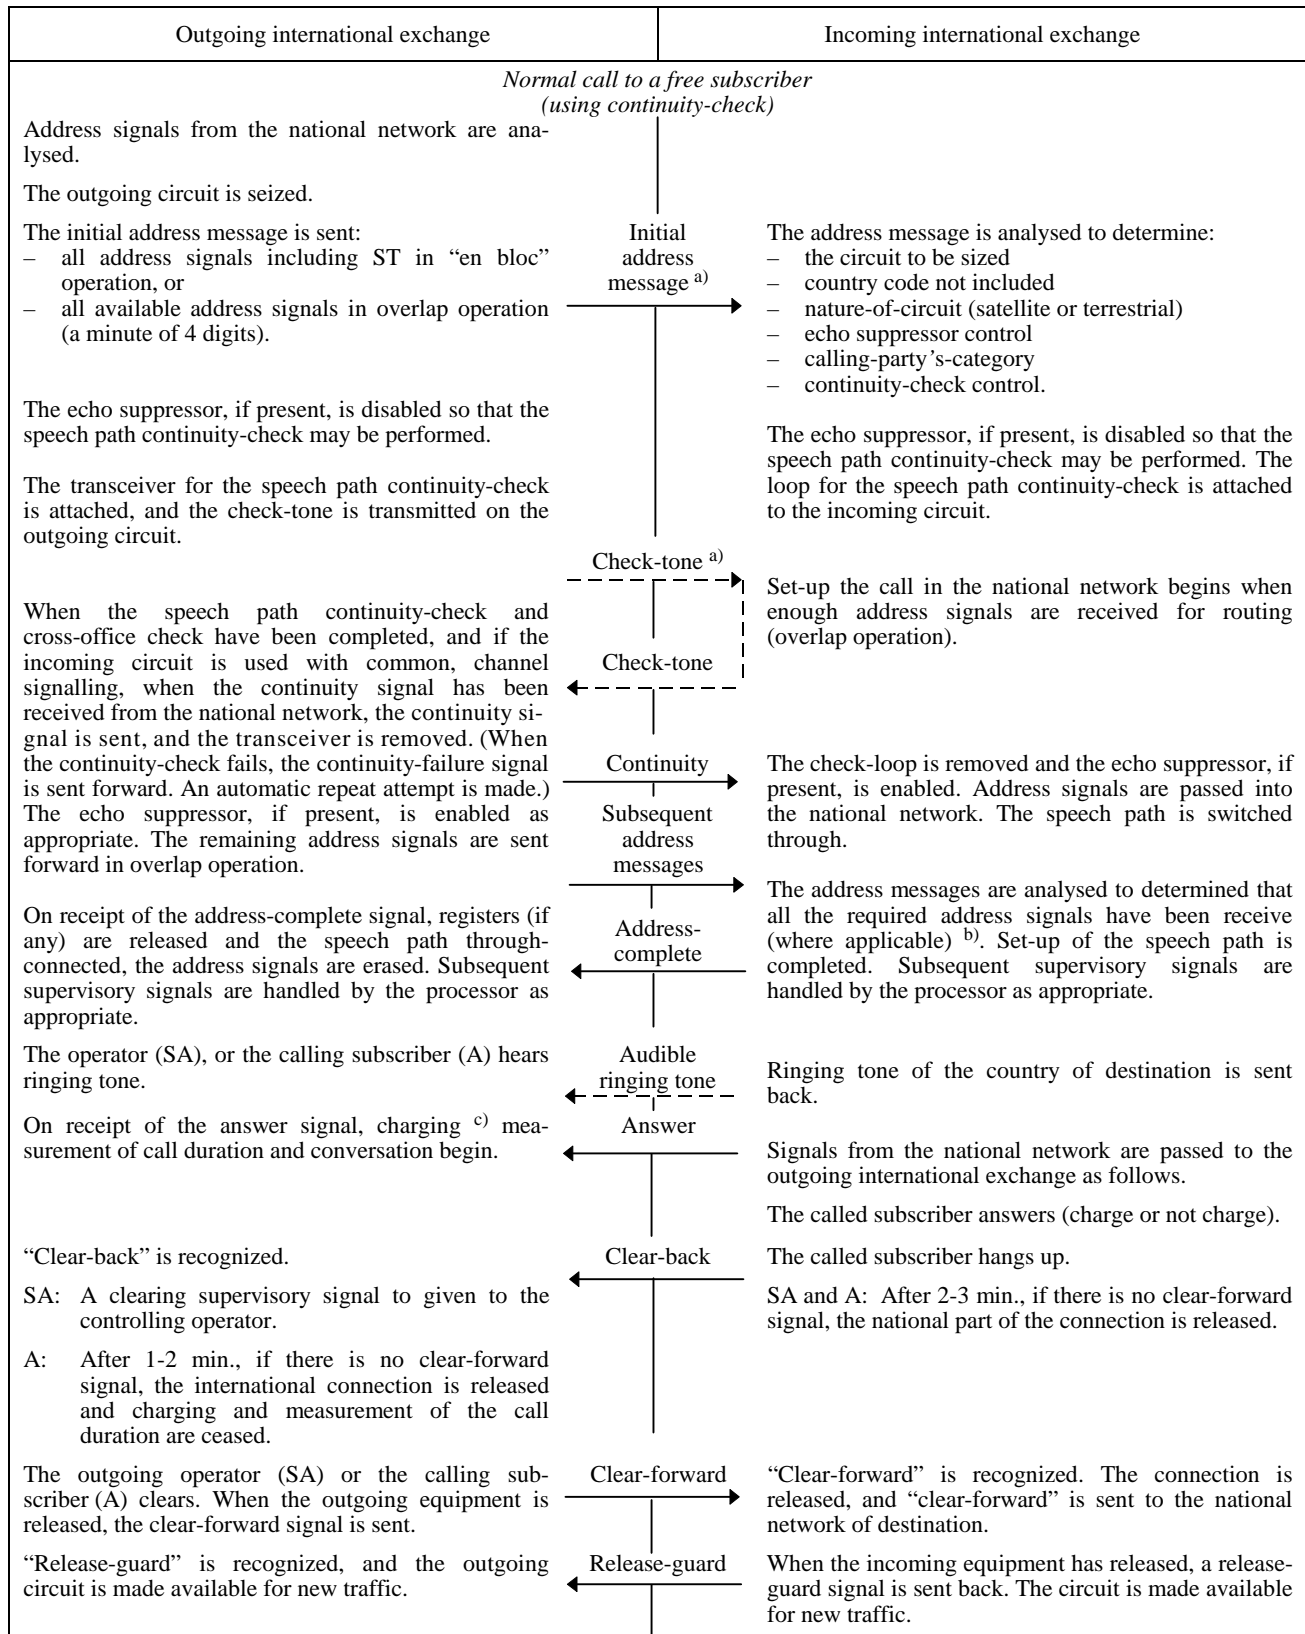 Outgoing international exchange
Incoming international exchange
Normal call to a free subscriber
(using continuity-check)
Address signals from the national network are ana-
lysed.
The outgoing circuit is seized.
The initial address message is sent:
– all address signals including ST in “en bloc”
operation, or
– all available address signals in overlap operation
(a minute of 4 digits).
Initial
address
message a)
The address message is analysed to determine:
– the circuit to be sized
– country code not included
– nature-of-circuit (satellite or terrestrial)
– echo suppressor control
– calling-party’s-category
– continuity-check control.
The echo suppressor, if present, is disabled so that the
speech path continuity-check may be performed.
The echo suppressor, if present, is disabled so that the
speech path continuity-check may be performed. The
loop for the speech path continuity-check is attached
to the incoming circuit.
The transceiver for the speech path continuity-check
is attached, and the check-tone is transmitted on the
outgoing circuit.
Check-tone a)
Set-up the call in the national network begins when
enough address signals are received for routing
(overlap operation).
When the speech path continuity-check and
cross-office check have been completed, and if the
incoming circuit is used with common, channel
signalling, when the continuity signal has been
received from the national network, the continuity si-
gnal is sent, and the transceiver is removed. (When
the continuity-check fails, the continuity-failure signal
is sent forward. An automatic repeat attempt is made.)
The echo suppressor, if present, is enabled as
appropriate. The remaining address signals are sent
forward in overlap operation.
Check-tone
Continuity
The check-loop is removed and the echo suppressor, if
present, is enabled. Address signals are passed into
the national network. The speech path is switched
through.
Subsequent
address
messages
The address messages are analysed to determined that
all the required address signals have been receive
(where applicable) b). Set-up of the speech path is
completed. Subsequent supervisory signals are
handled by the processor as appropriate.
On receipt of the address-complete signal, registers (if
any) are released and the speech path through-
connected, the address signals are erased. Subsequent
supervisory signals are handled by the processor as
appropriate.
Address-
complete
The operator (SA), or the calling subscriber (A) hears
ringing tone.
Audible
ringing tone
Ringing tone of the country of destination is sent
back.
On receipt of the answer signal, charging c) mea-
surement of call duration and conversation begin.
Answer
Signals from the national network are passed to the
outgoing international exchange as follows.
The called subscriber answers (charge or not charge).
“Clear-back” is recognized.
Clear-back
The called subscriber hangs up.
SA: A clearing supervisory signal to given to the
controlling operator.
SA and A: After 2-3 min., if there is no clear-forward
signal, the national part of the connection is released.
A: After 1-2 min., if there is no clear-forward
signal, the international connection is released
and charging and measurement of the call
duration are ceased.
The outgoing operator (SA) or the calling sub-
scriber (A) clears. When the outgoing equipment is
released, the clear-forward signal is sent.
Clear-forward
“Clear-forward” is recognized. The connection is
released, and “clear-forward” is sent to the national
network of destination.
“Release-guard” is recognized, and the outgoing
circuit is made available for new traffic.
Release-guard
When the incoming equipment has released, a release-
guard signal is sent back. The circuit is made available
for new traffic.